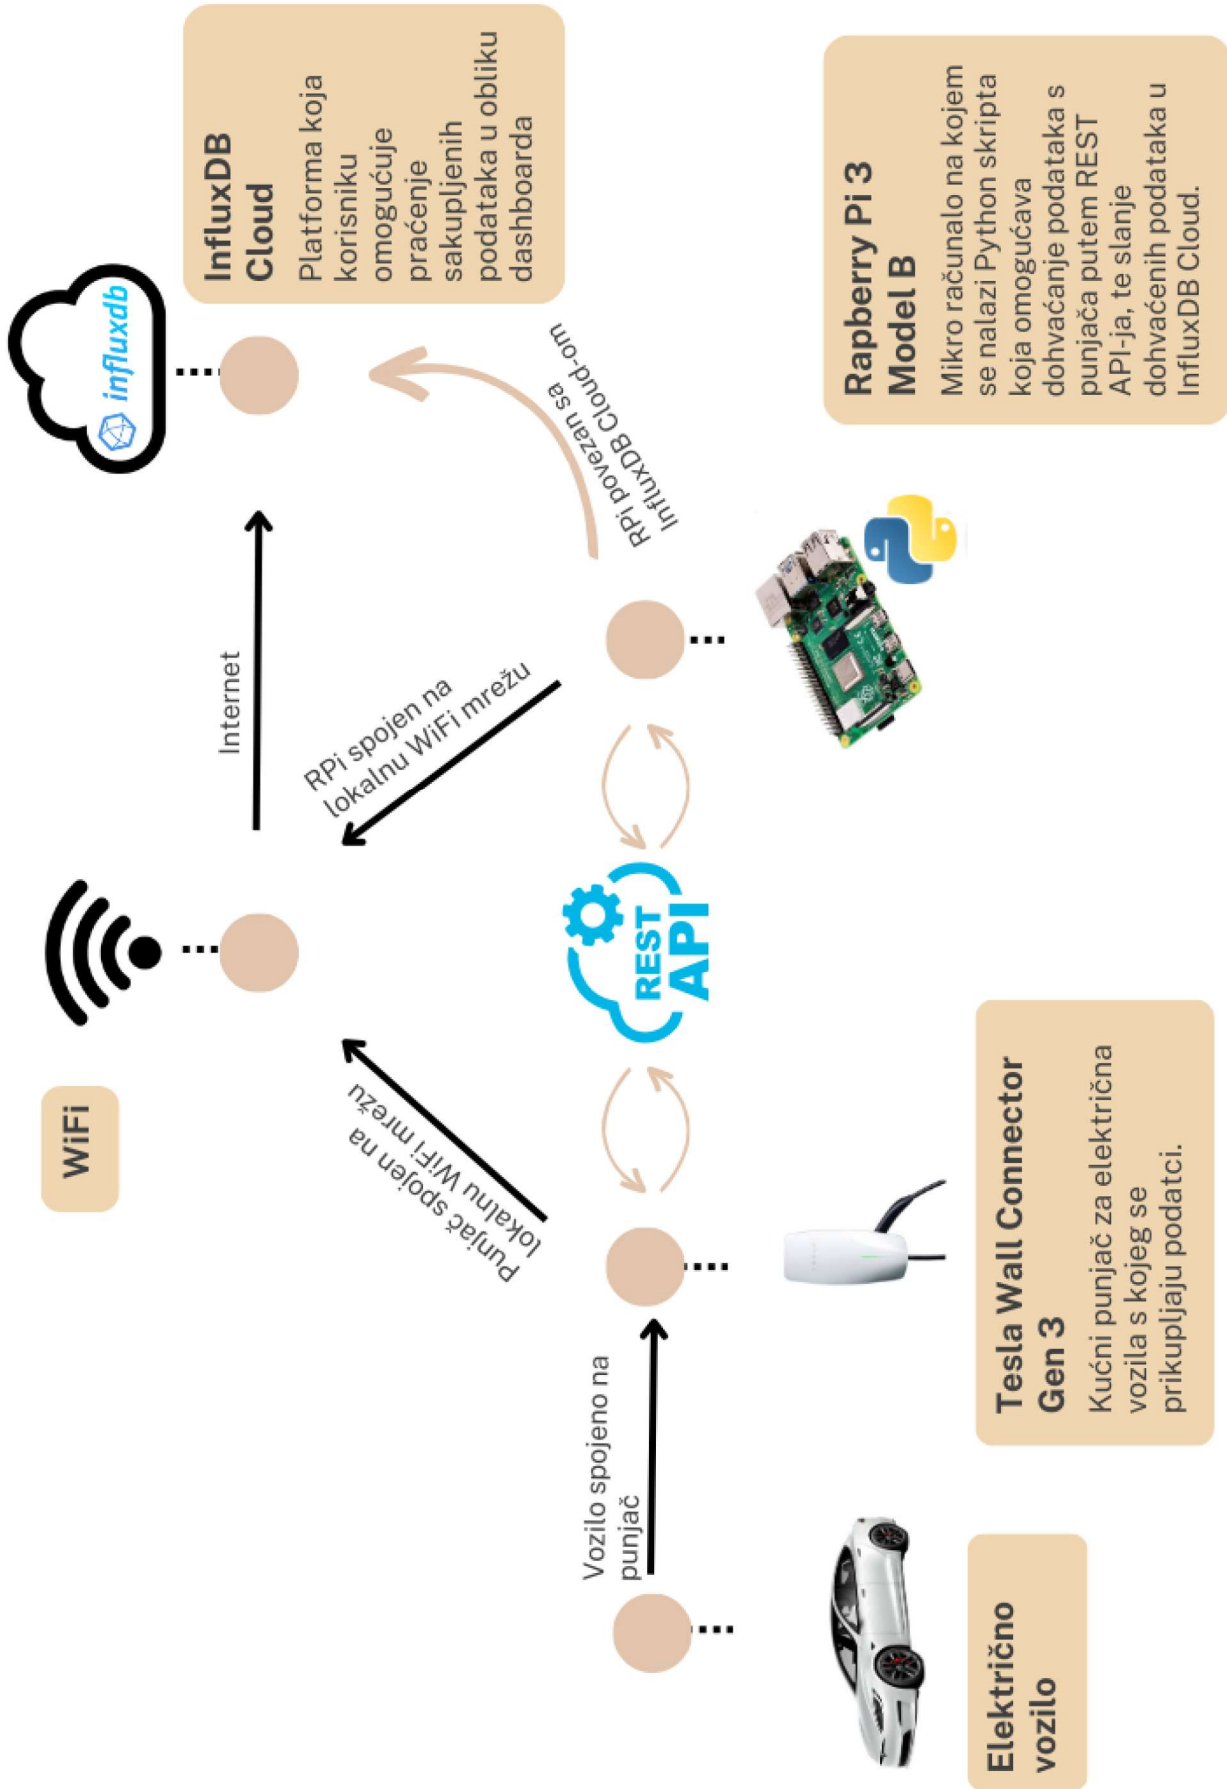 WiFi
influxdb
Internet
InfluxDB
Cloud
Platforma koja
korisniku
omogućuje
praćenje
sakupljenih
podataka u obliku
dashboarda
Punjač spojen na
lokalnu WiFi mrežu
RPi spojen na
lokalnu WiFi mrežu
RPi povezan sa
InfluxDB Cloud-om
Vozilo spojeno na
punjač
REST
API
Električno
vozilo
Tesla Wall Connector
Gen 3
Kućni punjač za električna
vozila s kojeg se
prikupljaju podatci.
Rapberry Pi 3
Model B
Mikro računalo na kojem
se nalazi Python skripta
koja omogućava
dohvaćanje podataka s
punjača putem REST
API-ja, te slanje
dohvaćenih podataka u
InfluxDB Cloud.